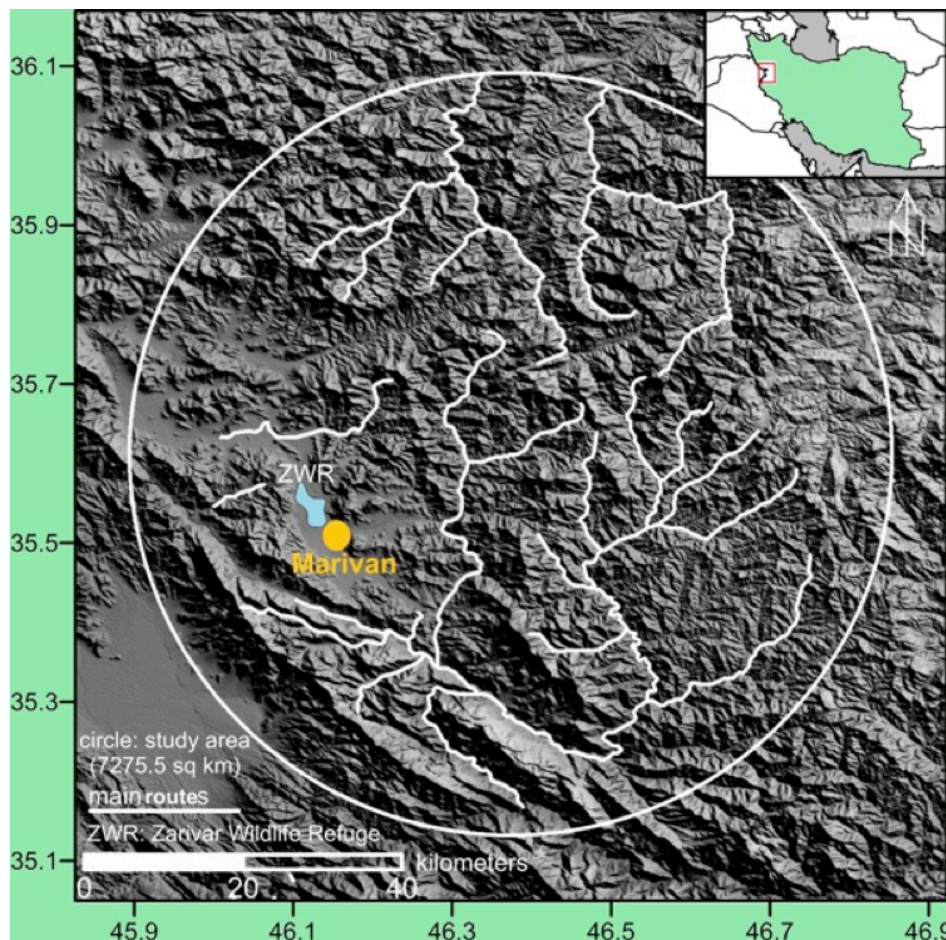 36.1
35.9
35.7
35.5
35.3
35.1
ZWR
Marivan
circle: study area
(7275.5 sq km)
main routes
ZWR: Zarivar Wildlife Refuge
kilometers
0 20 40
45.9 46.1 46.3 46.5 46.7 46.9